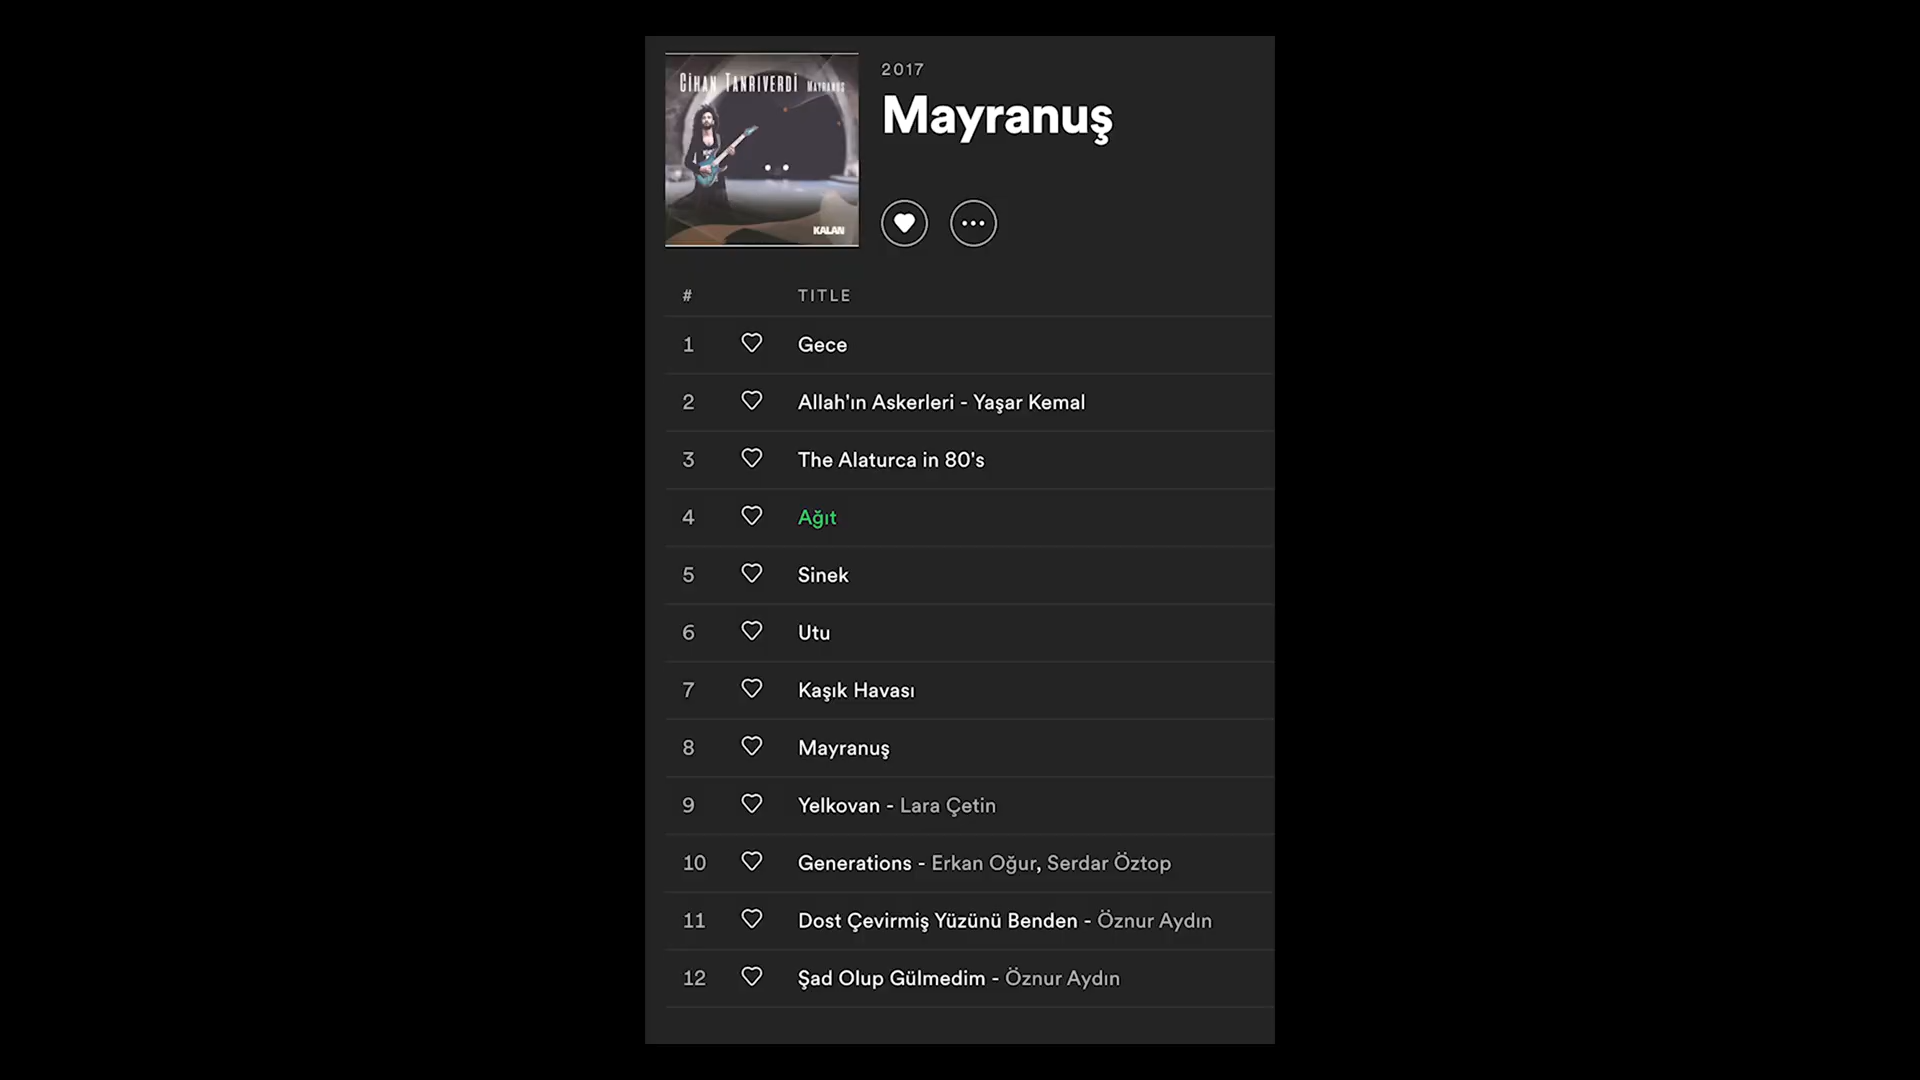 CİHAN TANRIVERDİ MAYRANUŞ
KALAN
2017
Mayranuş
# TITLE
1 Gece
2 Allah'ın Askerleri - Yaşar Kemal
3 The Alaturca in 80's
4 Ağıt
5 Sinek
6 Utu
7 Kaşık Havası
8 Mayranuş
9 Yelkovan - Lara Çetin
10 Generations - Erkan Oğur, Serdar Öztop
11 Dost Çevirmiş Yüzünü Benden - Öznur Aydın
12 Şad Olup Gülmedim - Öznur Aydın